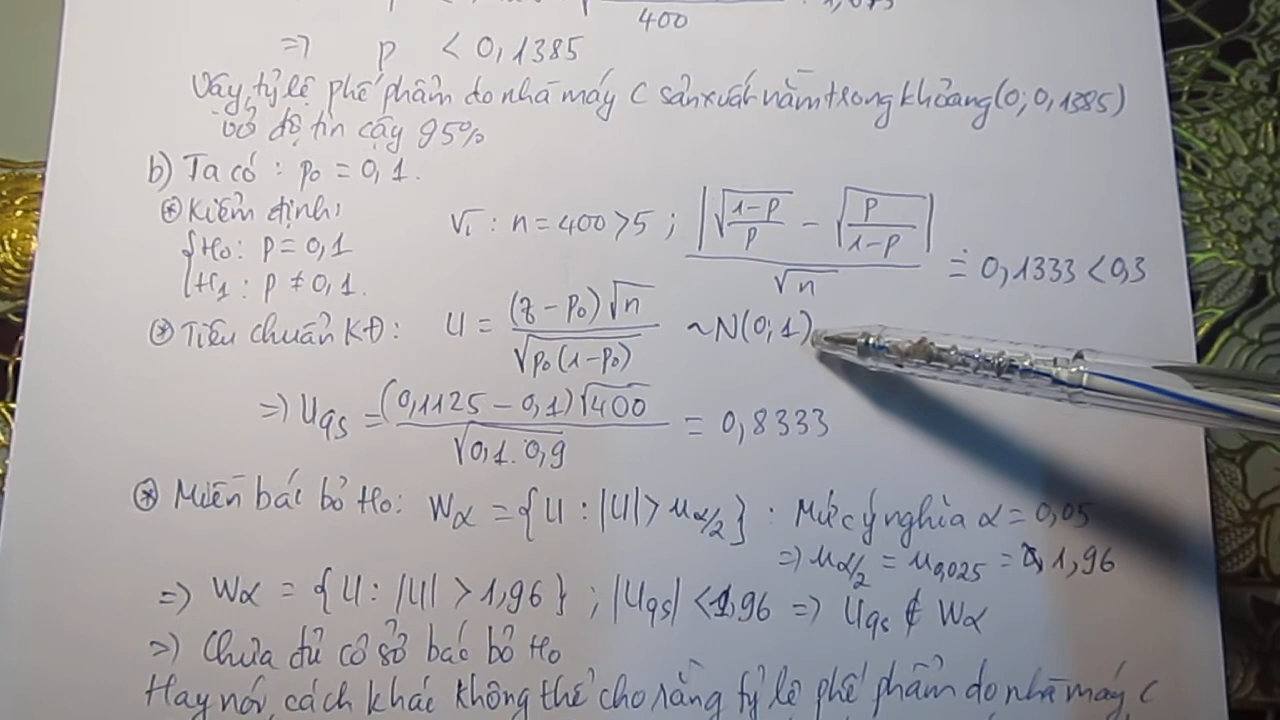 400
=> p < 0,1385
Vậy tỷ lệ phế phẩm do nhà máy C sản xuất nằm trong khoảng (0; 0,1385)
với độ tin cậy 95%
b) Ta có : p₀ = 0,1.
⊛ Kiểm định:
Vì : n = 400 > 5 ; |√((1-p)/p) - √(p/(1-p))| / √n = 0,1333 < 0,3
{ H₀ : p = 0,1
H₁ : p ≠ 0,1.
⊛ Tiêu chuẩn KĐ : U = (f - p₀)√n / √(p₀(1-p₀)) ~ N(0; 1)
=> Uqs = (0,1125 - 0,1)√400 / √(0,1. 0,9) = 0,8333
⊛ Miền bác bỏ H₀ : Wα = {U : |U| > uα/2} : Mức ý nghĩa α = 0,05
=> uα/2 = u0,025 = 1,96
=> Wα = {U : |U| > 1,96} ; |Uqs| < 1,96 => Uqs ∉ Wα
=> Chưa đủ cơ sở bác bỏ H₀
Hay nói cách khác không thể cho rằng tỷ lệ phế phẩm do nhà máy C